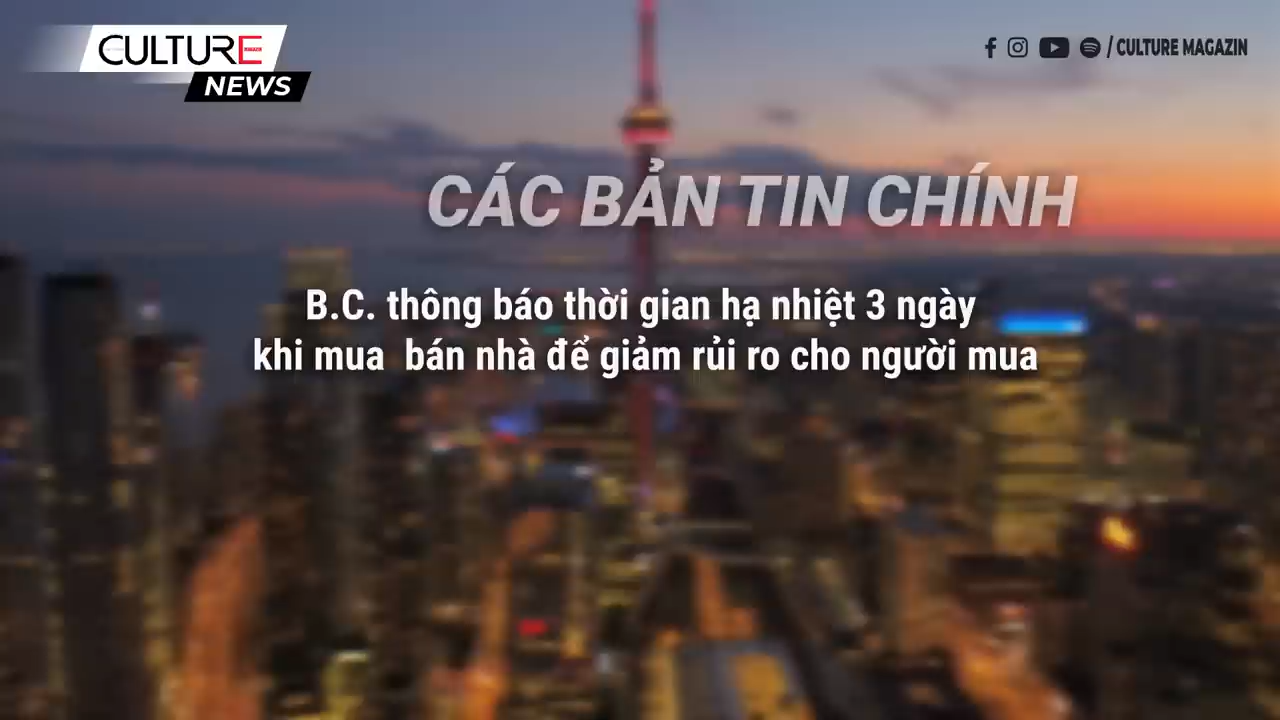 CULTURE
NEWS
/ CULTURE MAGAZIN
CÁC BẢN TIN CHÍNH
B.C. thông báo thời gian hạ nhiệt 3 ngày
khi mua bán nhà để giảm rủi ro cho người mua